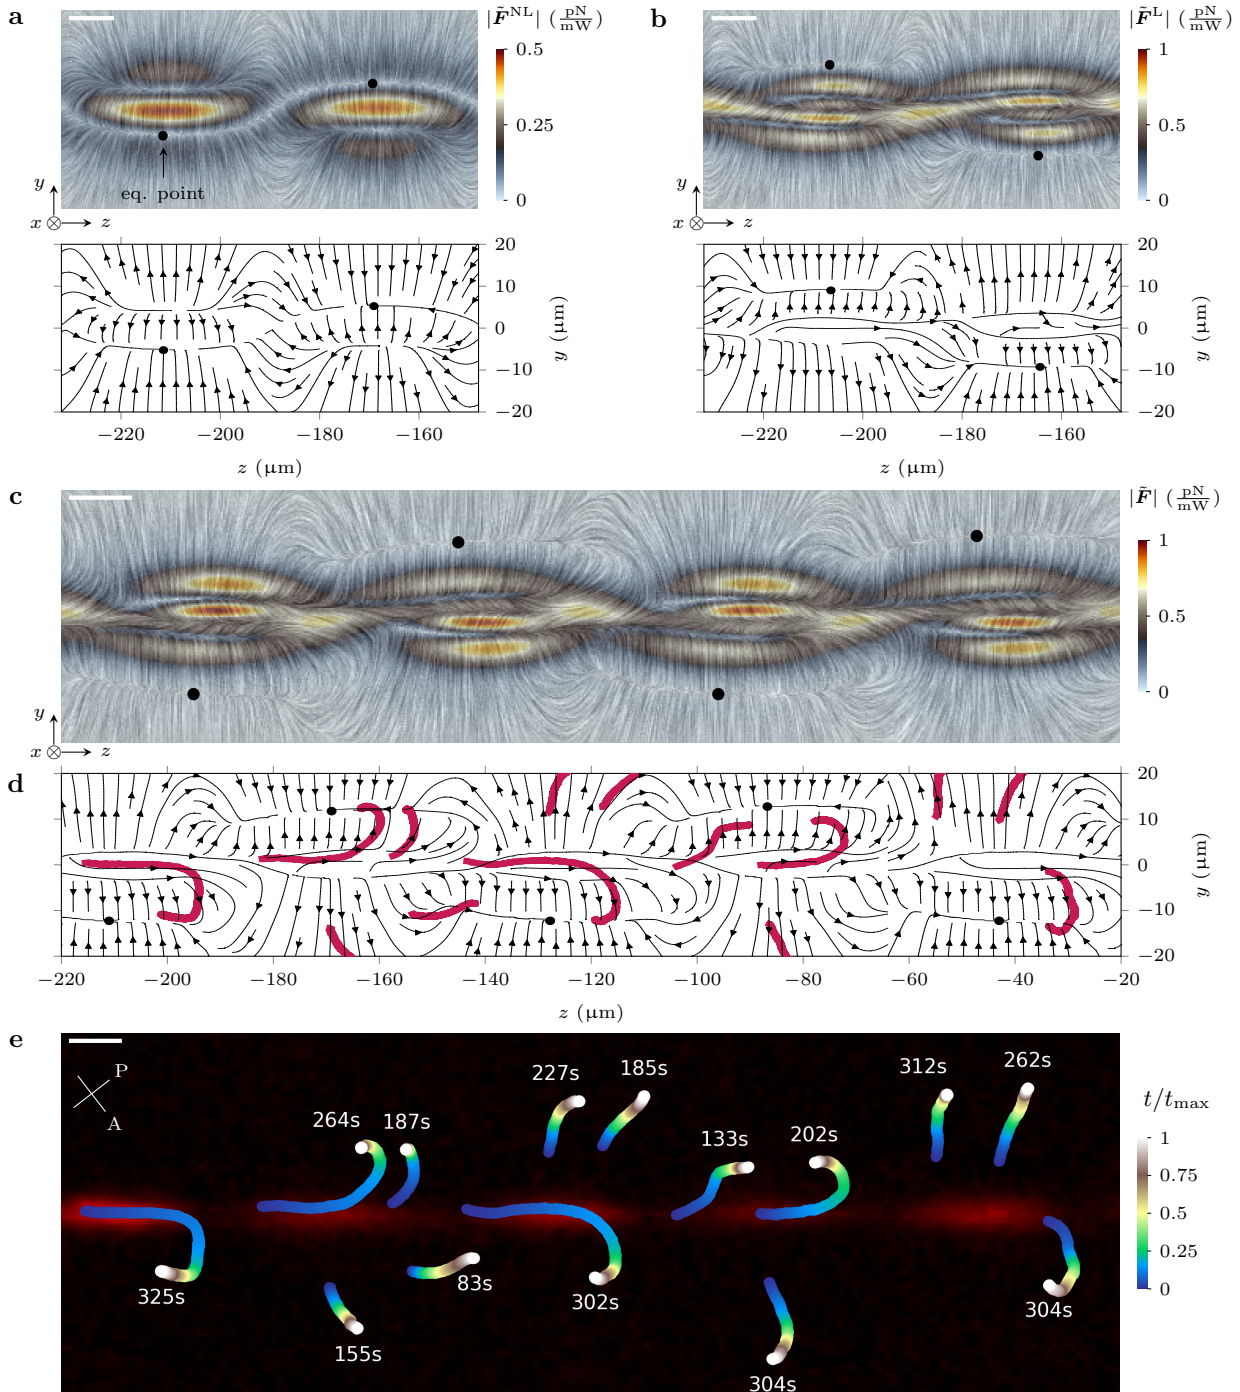 a
|F̃^NL| (pN/mW)
0.5
0.25
0
eq. point
y
x
z
20
10
0
−10
−20
y (µm)
−220
−200
−180
−160
z (µm)
b
|F̃^L| (pN/mW)
1
0.5
0
y
x
z
20
10
0
−10
−20
y (µm)
−220
−200
−180
−160
z (µm)
c
|F̃| (pN/mW)
1
0.5
0
y
x
z
d
20
10
0
−10
−20
y (µm)
−220
−200
−180
−160
−140
−120
−100
−80
−60
−40
−20
z (µm)
e
P
A
264s
187s
227s
185s
133s
202s
312s
262s
325s
155s
83s
302s
304s
304s
t/t_max
1
0.75
0.5
0.25
0